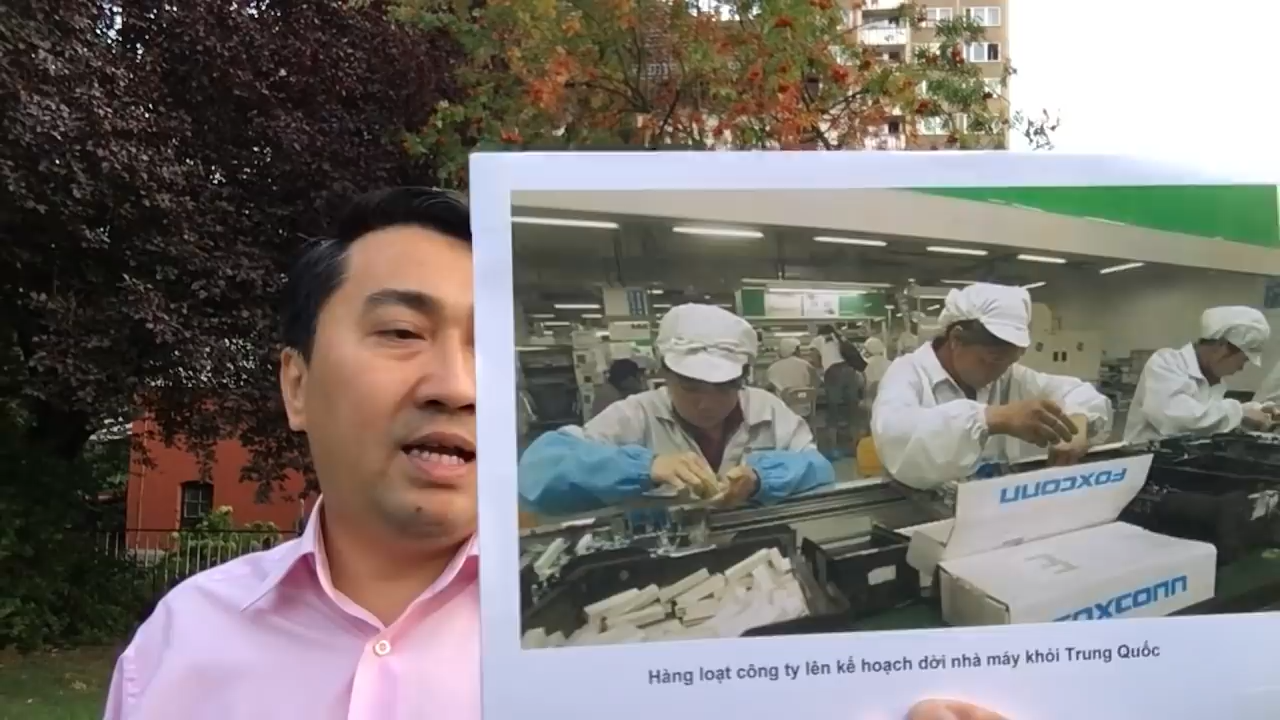 FOXCONN
FOXCONN
Hàng loạt công ty lên kế hoạch dời nhà máy khỏi Trung Quốc